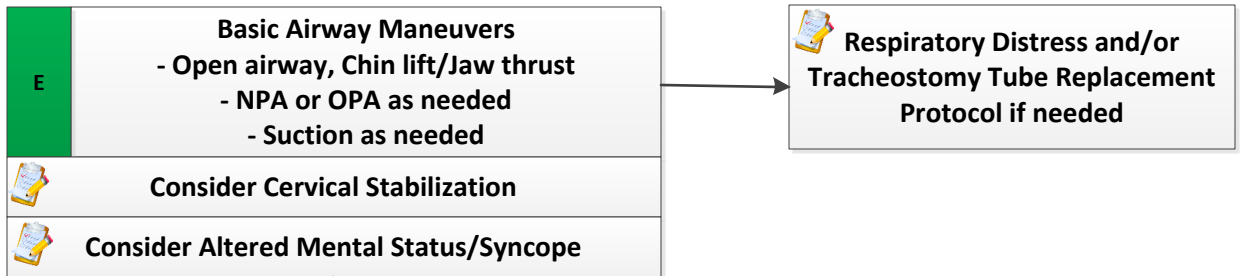 E
Basic Airway Maneuvers
- Open airway, Chin lift/Jaw thrust
- NPA or OPA as needed
- Suction as needed
Consider Cervical Stabilization
Consider Altered Mental Status/Syncope
Respiratory Distress and/or
Tracheostomy Tube Replacement
Protocol if needed